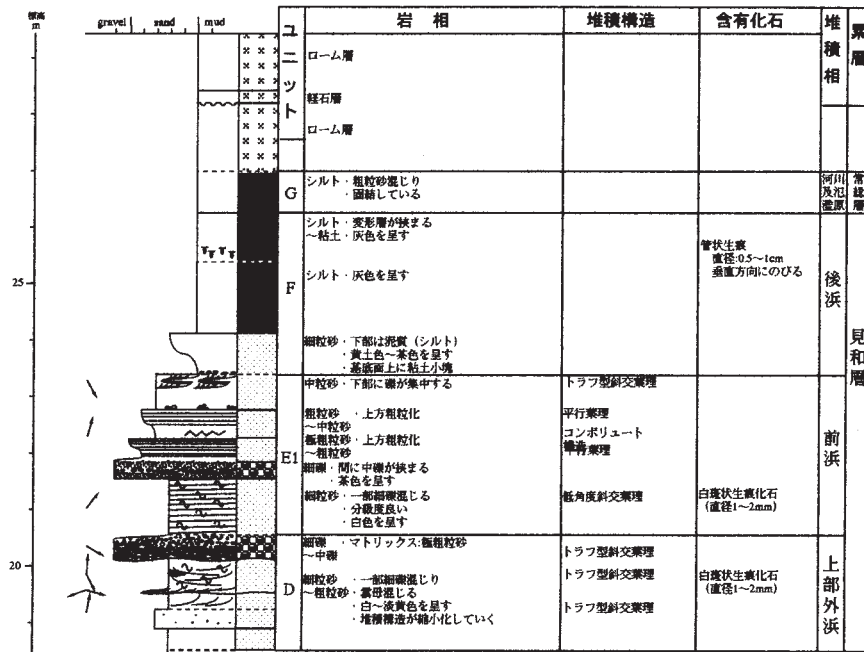 標高
m
gravel sand mud
ユニット
岩 相
堆積構造
含有化石
堆積相
累層
ローム層
軽石層
ローム層
G
シルト・粗粒砂混じり
・固結している
河川及氾濫原
常総層
シルト・変形層が挟まる
～粘土・灰色を呈す
管状生痕
直径:0.5～1cm
垂直方向にのびる
25
F
シルト・灰色を呈す
後浜
細粒砂・下部は泥質（シルト）
・黄土色～茶色を呈す
・基底面上に粘土小塊
見和層
中粒砂・下部に礫が集中する
トラフ型斜交葉理
粗粒砂・上方粗粒化
～中粒砂
平行葉理
コンボリュート
構造
極粗粒砂・上方粗粒化
～粗粒砂
平行葉理
E1
前浜
細礫・間に中礫が挟まる
・茶色を呈す
細粒砂・一部細礫混じる
・分級度良い
・白色を呈す
低角度斜交葉理
白斑状生痕化石
(直径1～2mm)
20
細礫・マトリックス:極粗粒砂
～中礫
トラフ型斜交葉理
上部外浜
D
細粒砂・一部細礫混じり
～粗粒砂・雲母混じる
・白～淡黄色を呈す
・堆積構造が縮小化していく
トラフ型斜交葉理
白斑状生痕化石
(直径1～2mm)
トラフ型斜交葉理